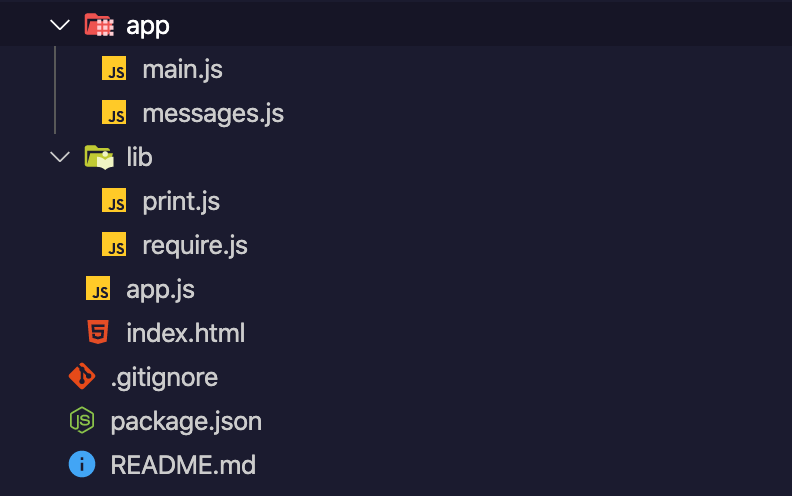 app
JS main.js
JS messages.js
lib
JS print.js
JS require.js
JS app.js
5 index.html
.gitignore
JS package.json
i README.md